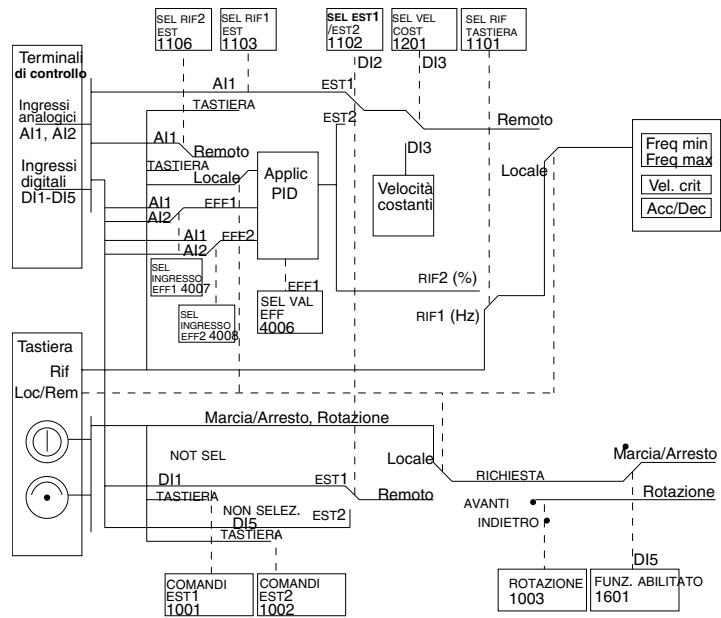 SEL RIF2
EST
1106
SEL RIF1
EST
1103
SEL EST1
/EST2
1102
SEL VEL
COST
1201
SEL RIF
TASTIERA
1101
DI2
DI3
Terminali
di controllo
Ingressi
analogici
AI1, AI2
Ingressi
digitali
DI1-DI5
AI1
EST1
TASTIERA
EST2
Remoto
AI1
Remoto
TASTIERA
Locale
Applic
PID
DI3
Velocità
costanti
Locale
Freq min
Freq max
Vel. crit
Acc/Dec
AI1
EFF1
AI2
AI1
EFF2
AI2
SEL
INGRESSO
EFF1 4007
EFF1
SEL VAL
EFF
4006
SEL
INGRESSO
EFF2 4008
RIF2 (%)
RIF1 (Hz)
Tastiera
Rif
Loc/Rem
Marcia/Arresto, Rotazione
NOT SEL
Locale
Marcia/Arresto
DI1
EST1
RICHIESTA
TASTIERA
Remoto
Rotazione
NON SELEZ.
EST2
AVANTI
DI5
INDIETRO
TASTIERA
DI5
COMANDI
EST1
1001
COMANDI
EST2
1002
ROTAZIONE
1003
FUNZ. ABILITATO
1601